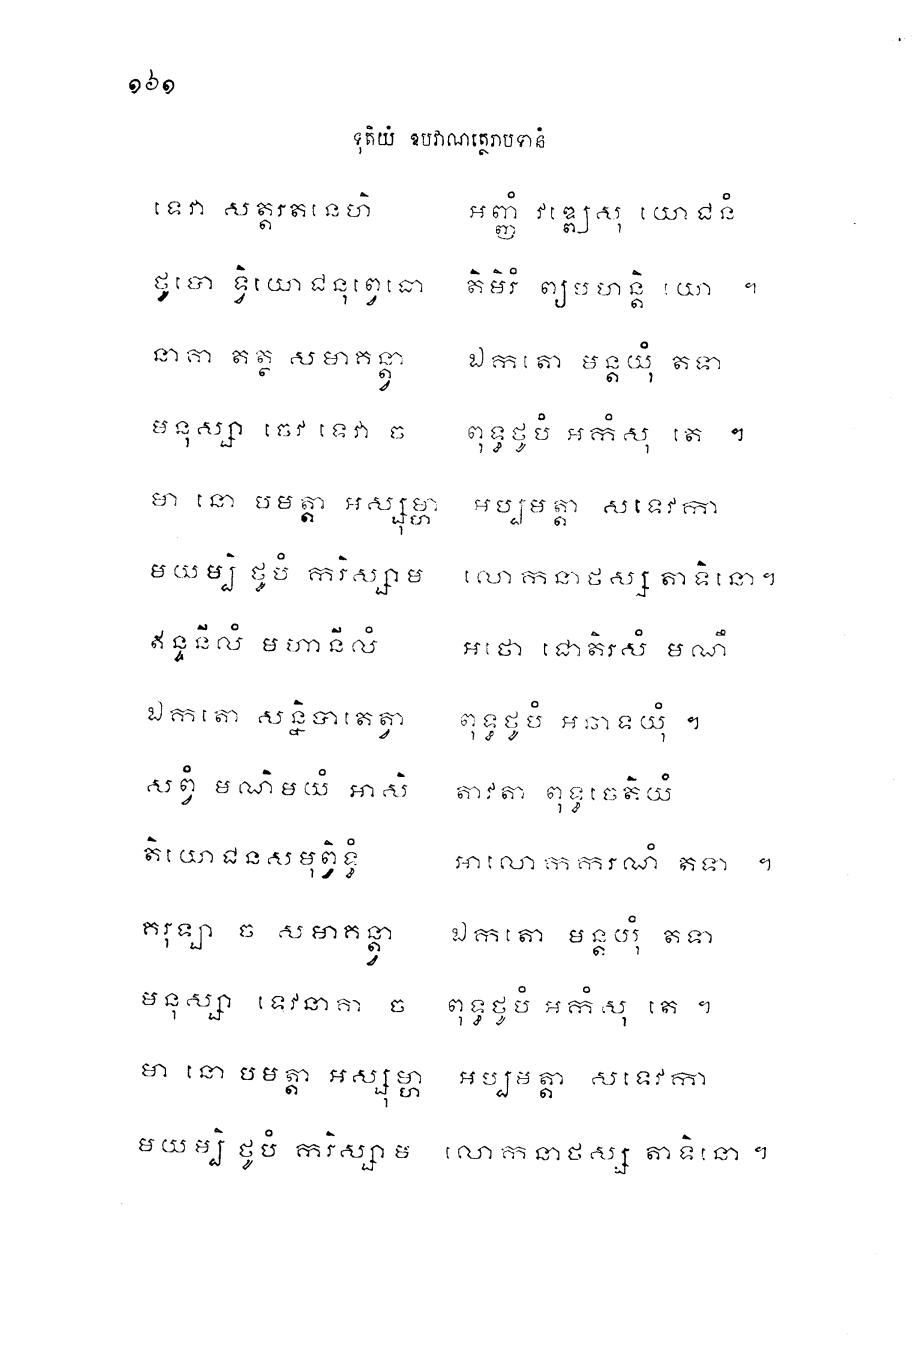 ១៦១
ទុតិយំ ឧបវាណត្ថេរាបទានំ
ទេវា សត្តរតនេហិ អញ្ញំ វឌ្ឍេសុ យោជនំ
ថូទោ ទ្វិយោជនុព្វេធោ តិមិរំ ព្យបហន្តិ យោ ។
នាគា តត្ថ សមាគន្ត្វា ឯកតោ មន្តយុំ តទា
មនុស្សា ចេវ ទេវា ច ពុទ្ធថូបំ អកំសុ តេ ។
មា នោ បមត្តា អស្សុម្ហា អប្បមត្តា សទេវកា
មយម្បិ ថូបំ ករិស្សាម លោកនាថស្ស តាទិនោ។
ឥន្ទនីលំ មហានីលំ អថោ ជោតិរសំ មណឹ
ឯកតោ សន្និបាតេត្វា ពុទ្ធថូបំ អឆាទយុំ ។
សព្វំ មណិមយំ អាសិ តាវតា ពុទ្ធចេតិយំ
តិយោជនសមុព្វិទ្ធំ អាលោកករណំ តទា ។
គរុឡា ច សមាគន្ត្វា ឯកតោ មន្តយុំ តទា
មនុស្សា ទេវនាគា ច ពុទ្ធថូបំ អកំសុ តេ ។
មា នោ បមត្តា អស្សុម្ហា អប្បមត្តា សទេវកា
មយម្បិ ថូបំ ករិស្សាម លោកនាថស្ស តាទិនោ ។